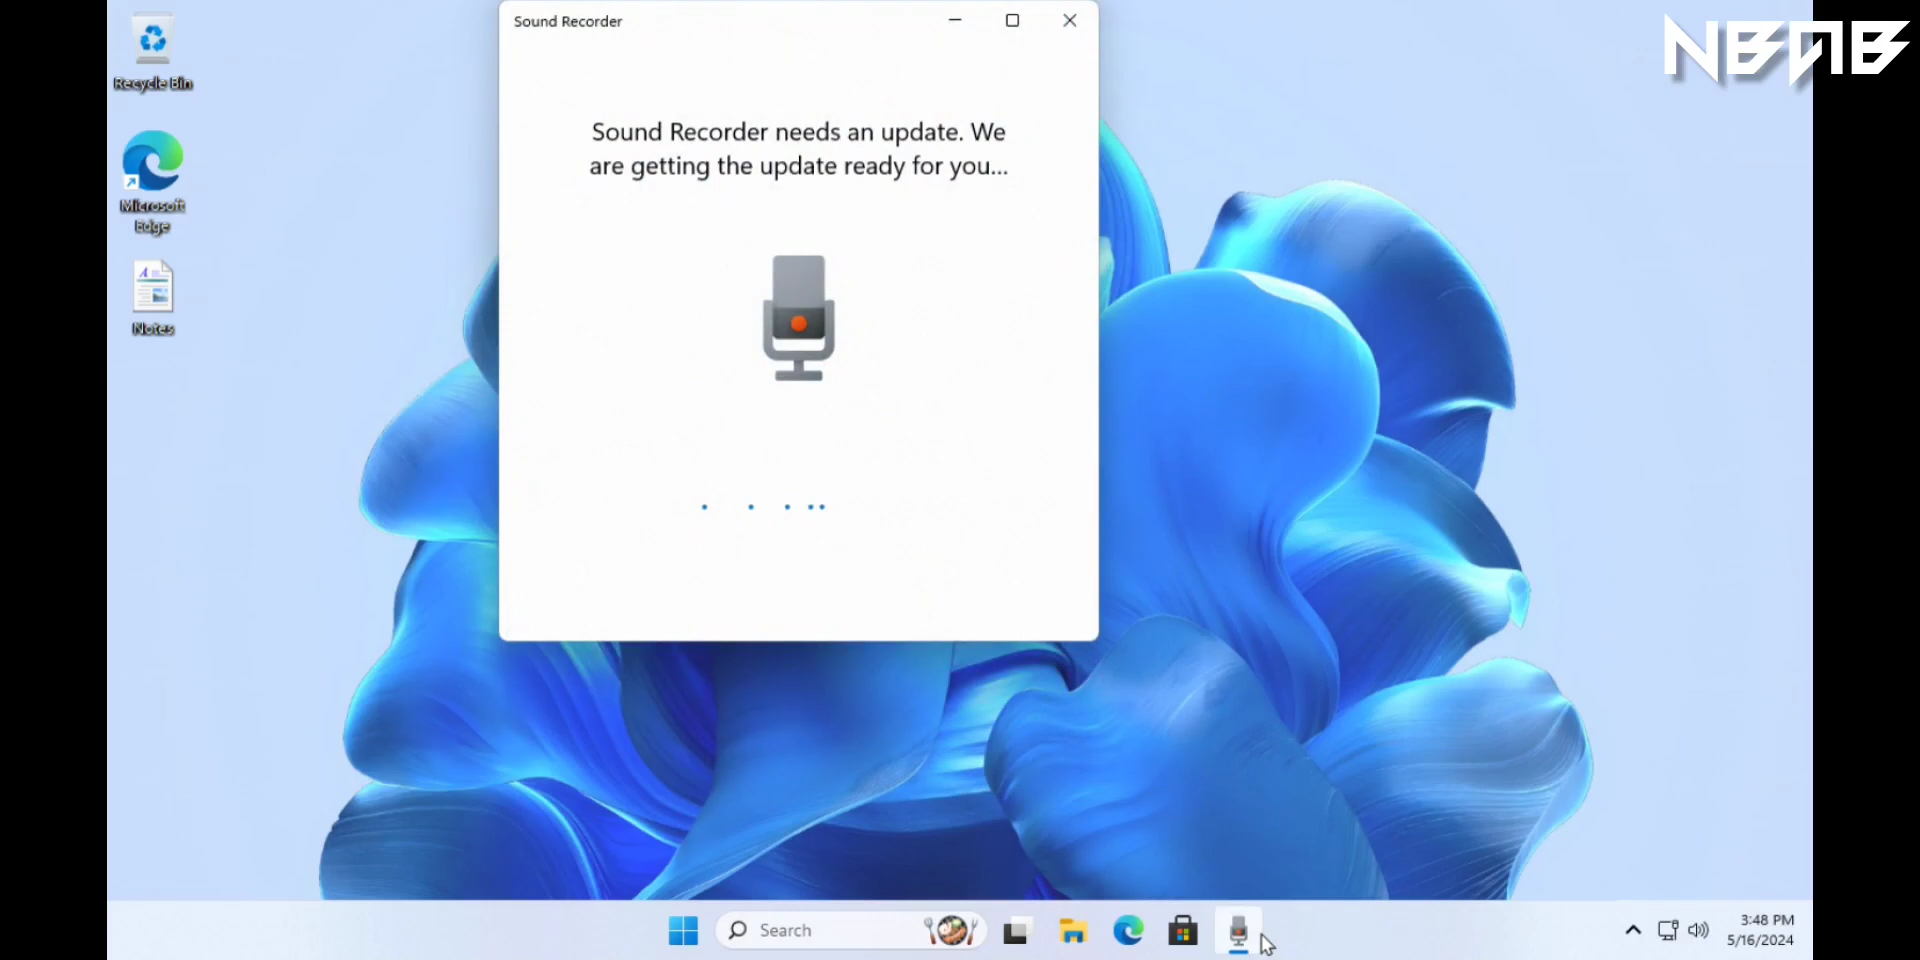 Sound Recorder
NBAB
Recycle Bin
Sound Recorder needs an update. We
are getting the update ready for you...
Microsoft
Edge
Notes
Search
3:48 PM
5/16/2024